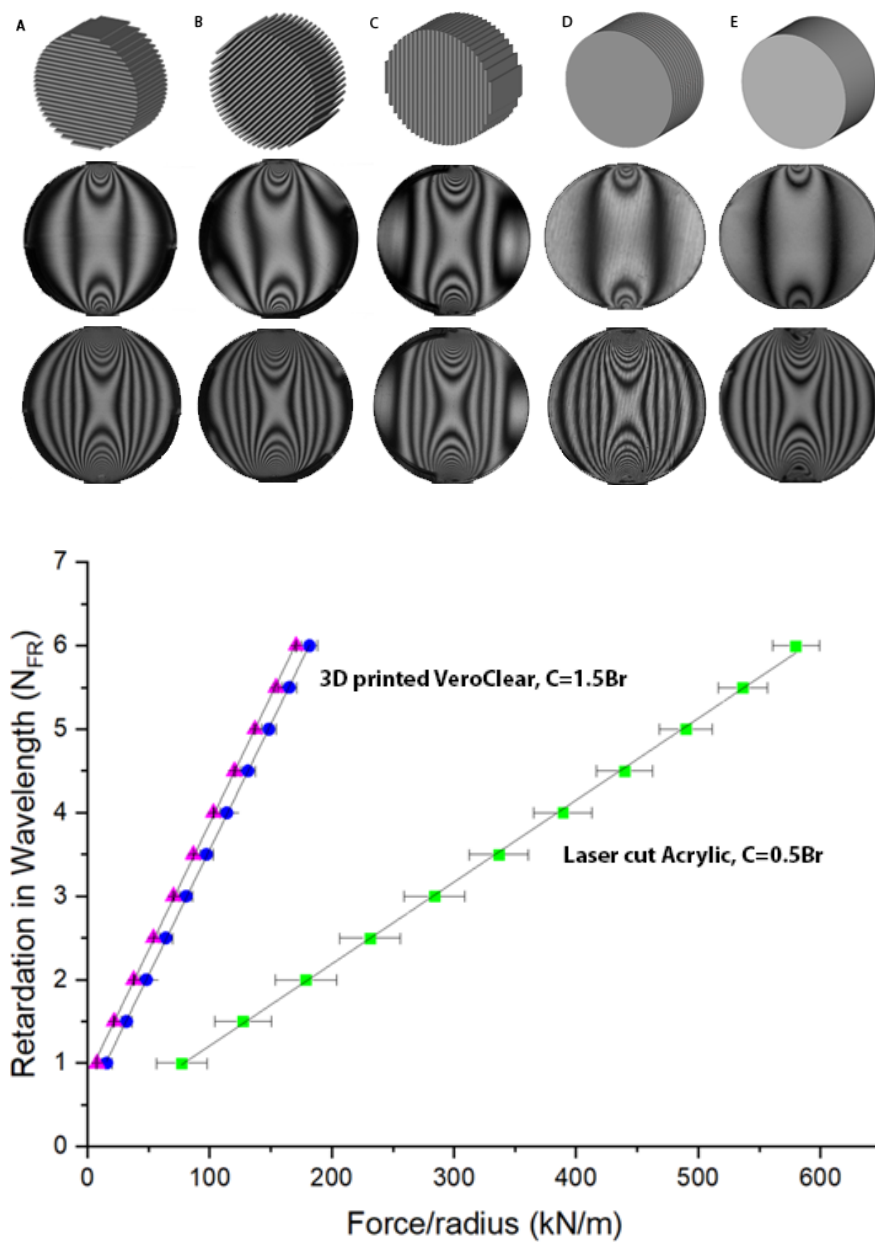 A B C D E
7
6
5
4
3
2
1
0
Retardation in Wavelength (N_FR)
3D printed VeroClear, C=1.5Br
Laser cut Acrylic, C=0.5Br
0 100 200 300 400 500 600
Force/radius (kN/m)